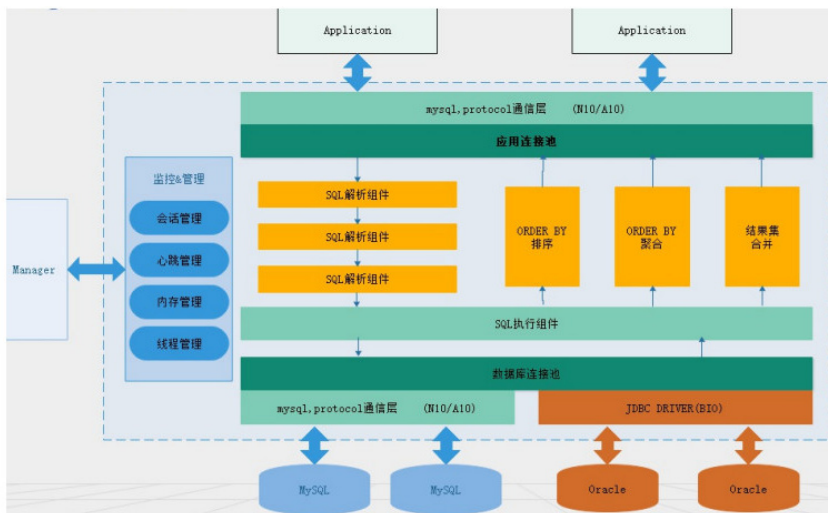 Application
Application
mysql,protocol通信层 (N10/A10)
应用连接池
监控&管理
会话管理
心跳管理
内存管理
线程管理
Manager
SQL解析组件
SQL解析组件
SQL解析组件
ORDER BY
排序
ORDER BY
聚合
结果集
合并
SQL执行组件
数据库连接池
mysql,protocol通信层 (N10/A10)
JDBC DRIVER(BIO)
MySQL
MySQL
Oracle
Oracle